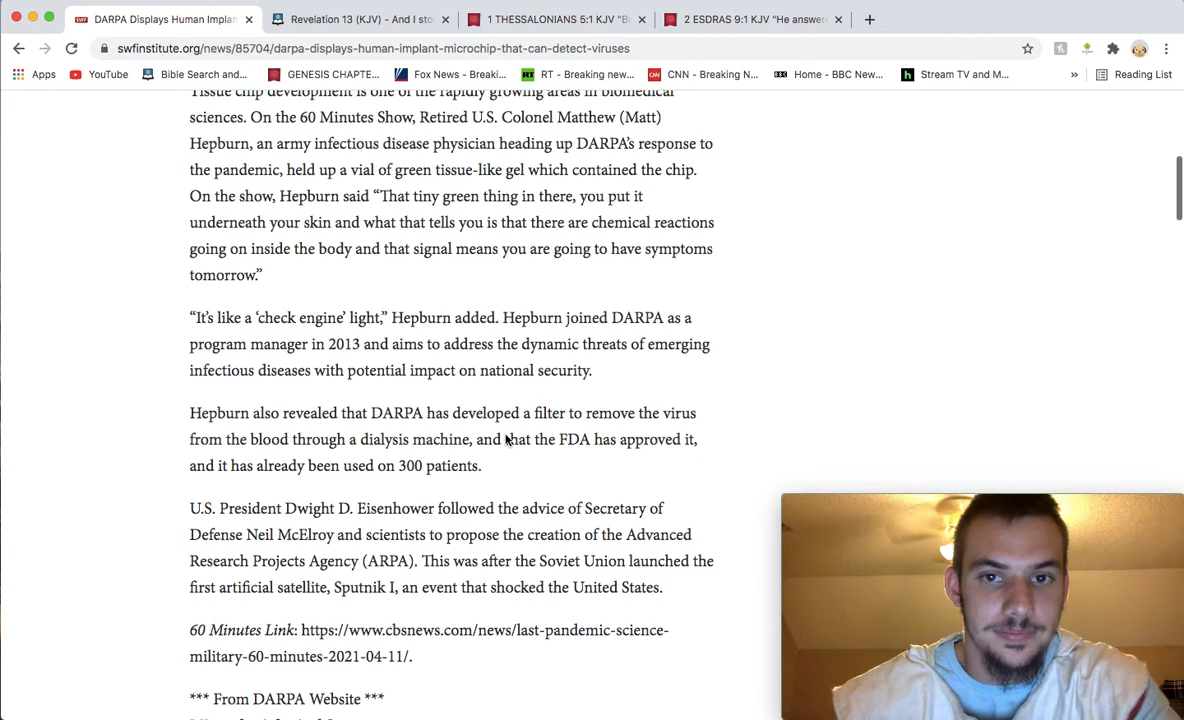 DARPA Displays Human Implan
Revelation 13 (KJV) - And I sto
1 THESSALONIANS 5:1 KJV "B
2 ESDRAS 9:1 KJV "He answere
swfinstitute.org/news/85704/darpa-displays-human-implant-microchip-that-can-detect-viruses
Apps
YouTube
Bible Search and...
GENESIS CHAPTE...
Fox News - Breaki...
RT - Breaking new...
CNN - Breaking N...
Home - BBC New...
Stream TV and M...
»
Reading List
Tissue chip development is one of the rapidly growing areas in biomedical
sciences. On the 60 Minutes Show, Retired U.S. Colonel Matthew (Matt)
Hepburn, an army infectious disease physician heading up DARPA’s response to
the pandemic, held up a vial of green tissue-like gel which contained the chip.
On the show, Hepburn said “That tiny green thing in there, you put it
underneath your skin and what that tells you is that there are chemical reactions
going on inside the body and that signal means you are going to have symptoms
tomorrow.”
“It’s like a ‘check engine’ light,” Hepburn added. Hepburn joined DARPA as a
program manager in 2013 and aims to address the dynamic threats of emerging
infectious diseases with potential impact on national security.
Hepburn also revealed that DARPA has developed a filter to remove the virus
from the blood through a dialysis machine, and that the FDA has approved it,
and it has already been used on 300 patients.
U.S. President Dwight D. Eisenhower followed the advice of Secretary of
Defense Neil McElroy and scientists to propose the creation of the Advanced
Research Projects Agency (ARPA). This was after the Soviet Union launched the
first artificial satellite, Sputnik I, an event that shocked the United States.
60 Minutes Link: https://www.cbsnews.com/news/last-pandemic-science-
military-60-minutes-2021-04-11/.
*** From DARPA Website ***